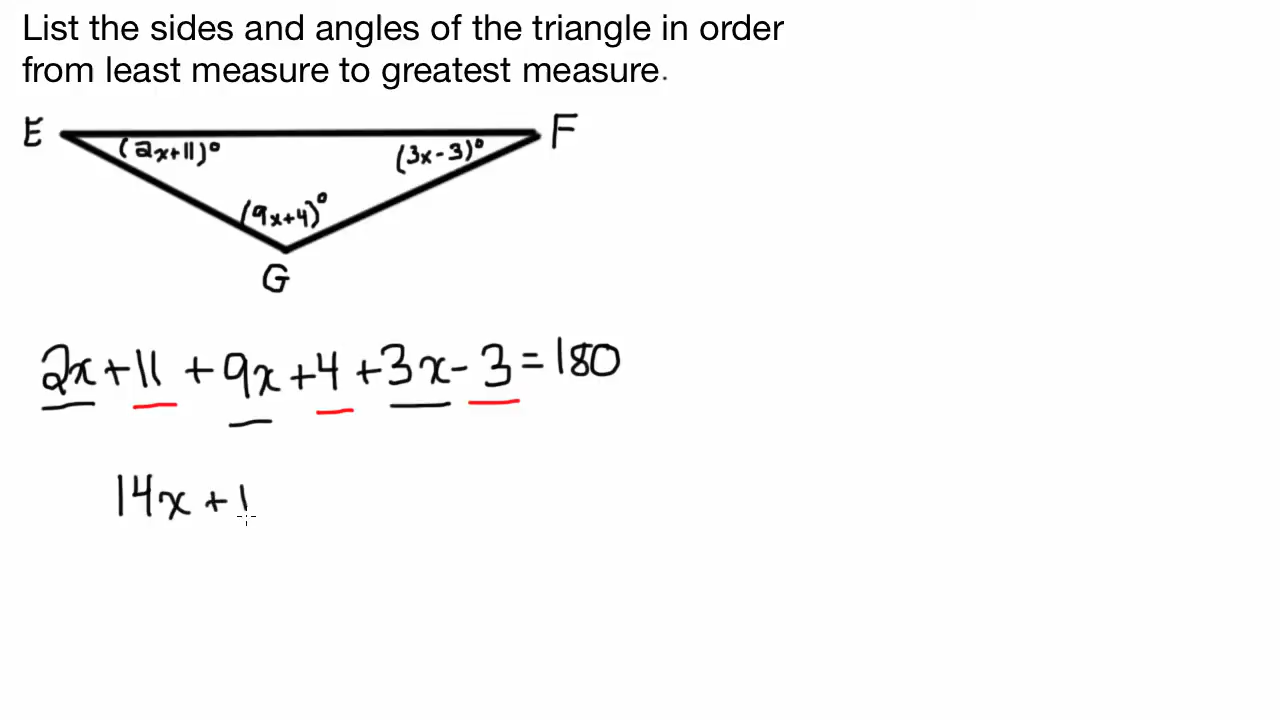 List the sides and angles of the triangle in order
from least measure to greatest measure.
E
F
(2x+11)°
(3x-3)°
(9x+4)°
G
2x + 11 + 9x + 4 + 3x - 3 = 180
14x + 1